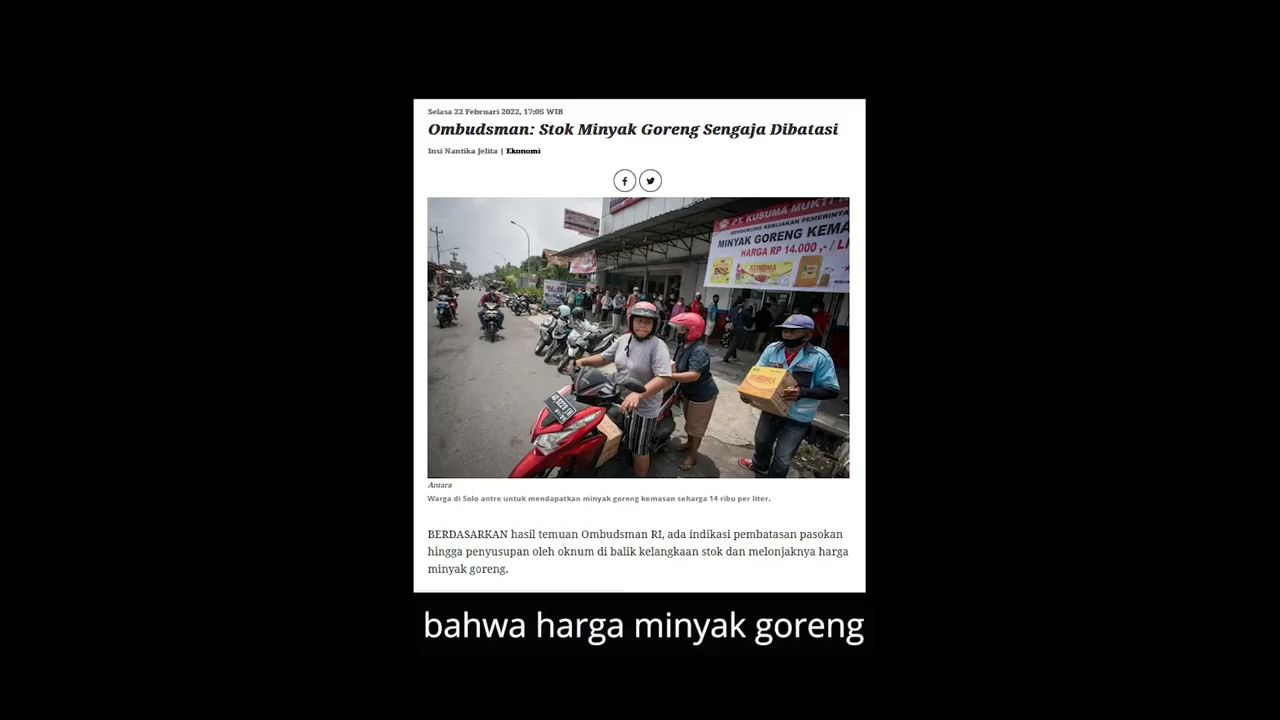 Selasa 22 Februari 2022, 17:05 WIB
Ombudsman: Stok Minyak Goreng Sengaja Dibatasi
Insi Nantika Jelita | Ekonomi
PT. KUSUMA MUKTI
MENDUKUNG KEBIJAKAN PEMERINTA
MINYAK GORENG KEMA
HARGA RP 14.000 ,- / LI
Antara
Warga di Solo antre untuk mendapatkan minyak goreng kemasan seharga 14 ribu per liter.
BERDASARKAN hasil temuan Ombudsman RI, ada indikasi pembatasan pasokan
hingga penyusupan oleh oknum di balik kelangkaan stok dan melonjaknya harga
minyak goreng.
bahwa harga minyak goreng